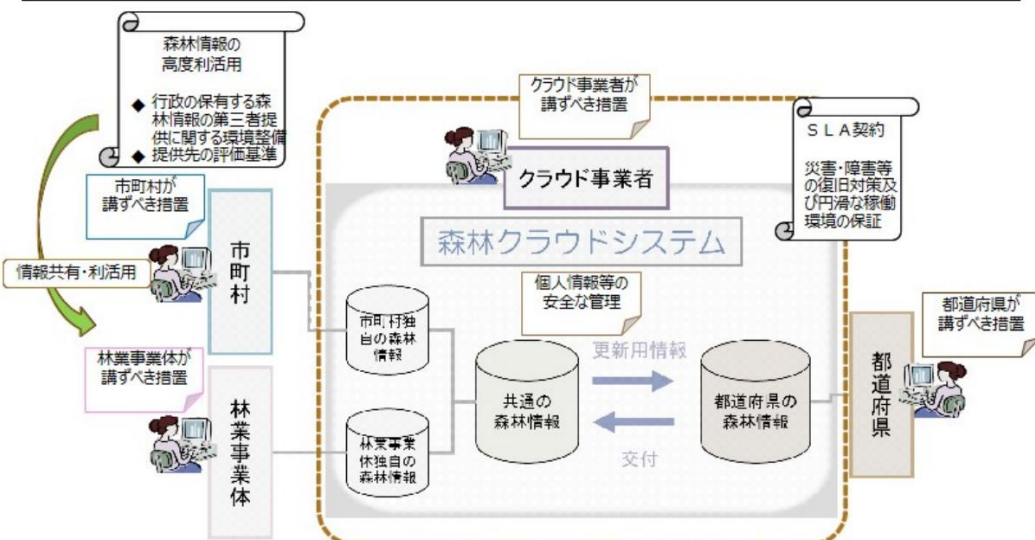 森林情報の
高度利活用
◆ 行政の保有する森
林情報の第三者提
供に関する環境整備
◆ 提供先の評価基準
クラウド事業者が
講ずべき措置
ＳＬＡ契約
災害・障害等
の復旧対策及
び円滑な稼働
環境の保証
クラウド事業者
市町村が
講ずべき措置
森林クラウドシステム
市町村
情報共有・利活用
個人情報等の
安全な管理
都道府県が
講ずべき措置
市町村独
自の森林
情報
更新用情報
林業事業体が
講ずべき措置
共通の
森林情報
都道府県の
森林情報
都道府県
林業事業体
林業事業
体独自の
森林情報
交付